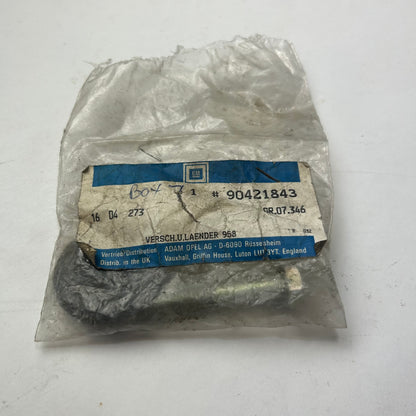 GM
BOX 7 1 # 90421843
16 04 273 GR.07.346
VERSCH.U.LAENDER 958
Vertrieb/Distribution ADAM OPEL AG - D-6090 Rüsselsheim
Distrib. in the UK Vauxhall, Griffin House, Luton LU1 3YT, England